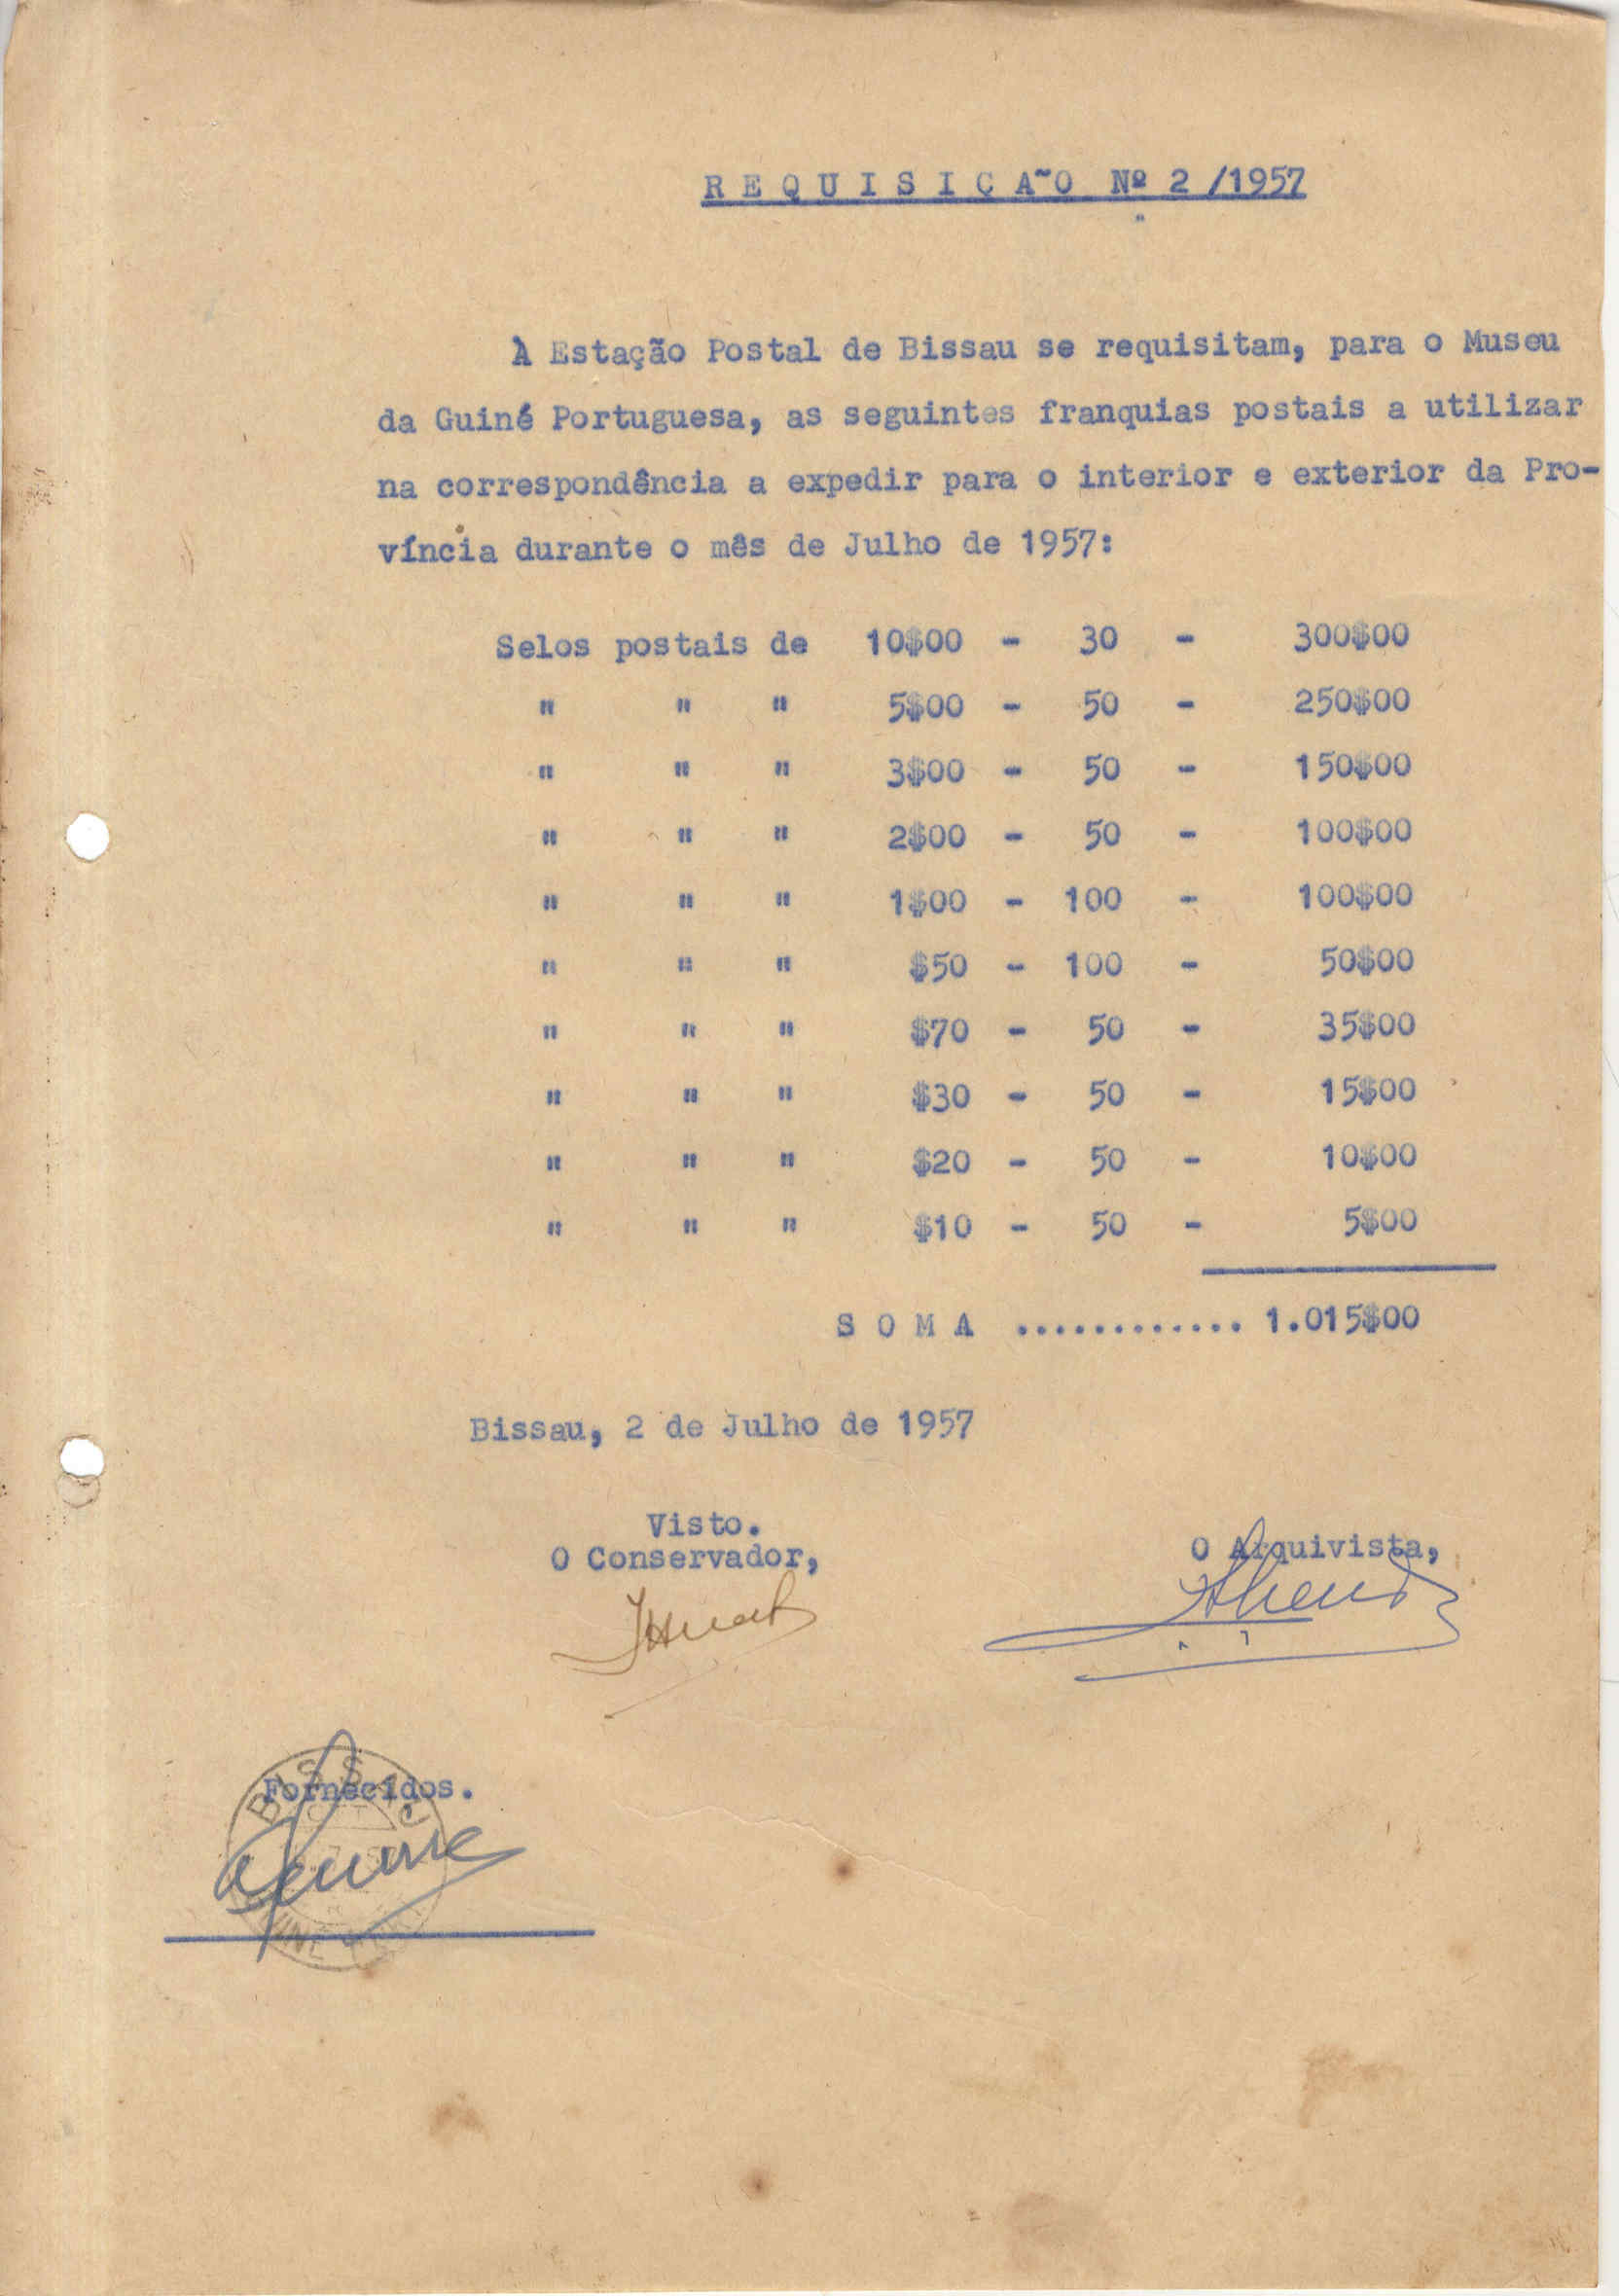 R E Q U I S I C A~O Nº 2 /1957
À Estação Postal de Bissau se requisitam, para o Museu
da Guiné Portuguesa, as seguintes franquias postais a utilizar
na correspondência a expedir para o interior e exterior da Pro-
víncia durante o mês de Julho de 1957:
Selos postais de 10$00 - 30 - 300$00
" " " 5$00 - 50 - 250$00
" " " 3$00 - 50 - 150$00
" " " 2$00 - 50 - 100$00
" " " 1$00 - 100 - 100$00
" " " $50 - 100 - 50$00
" " " $70 - 50 - 35$00
" " " $30 - 50 - 15$00
" " " $20 - 50 - 10$00
" " " $10 - 50 - 5$00
S O M A ............ 1.015$00
Bissau, 2 de Julho de 1957
Visto.
O Conservador,
O Arquivista,
BISSAU
Fornecidos.
GUINÉ